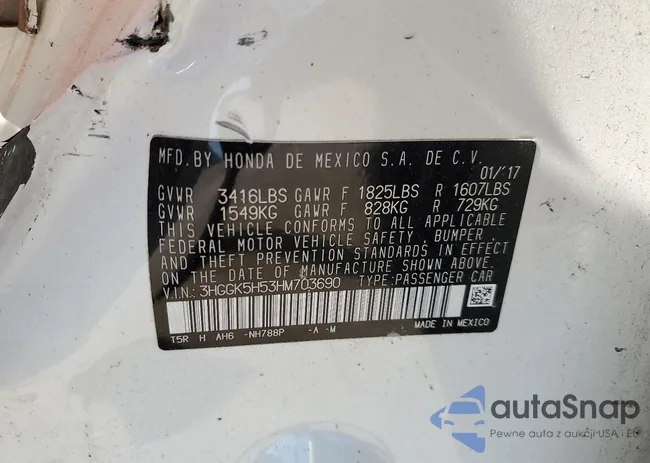 MFD. BY HONDA DE MEXICO S.A. DE C.V.
01/'17
GVWR 3416LBS GAWR F 1825LBS R 1607LBS
GVWR 1549KG GAWR F 828KG R 729KG
THIS VEHICLE CONFORMS TO ALL APPLICABLE
FEDERAL MOTOR VEHICLE SAFETY, BUMPER,
AND THEFT PREVENTION STANDARDS IN EFFECT
ON THE DATE OF MANUFACTURE SHOWN ABOVE.
V.I.N.: 3HGGK5H53HM703690 TYPE:PASSENGER CAR
T5R H AH6 -NH788P -A -M MADE IN MEXICO
autaSnap
Pewne auta z aukcji USA i EU